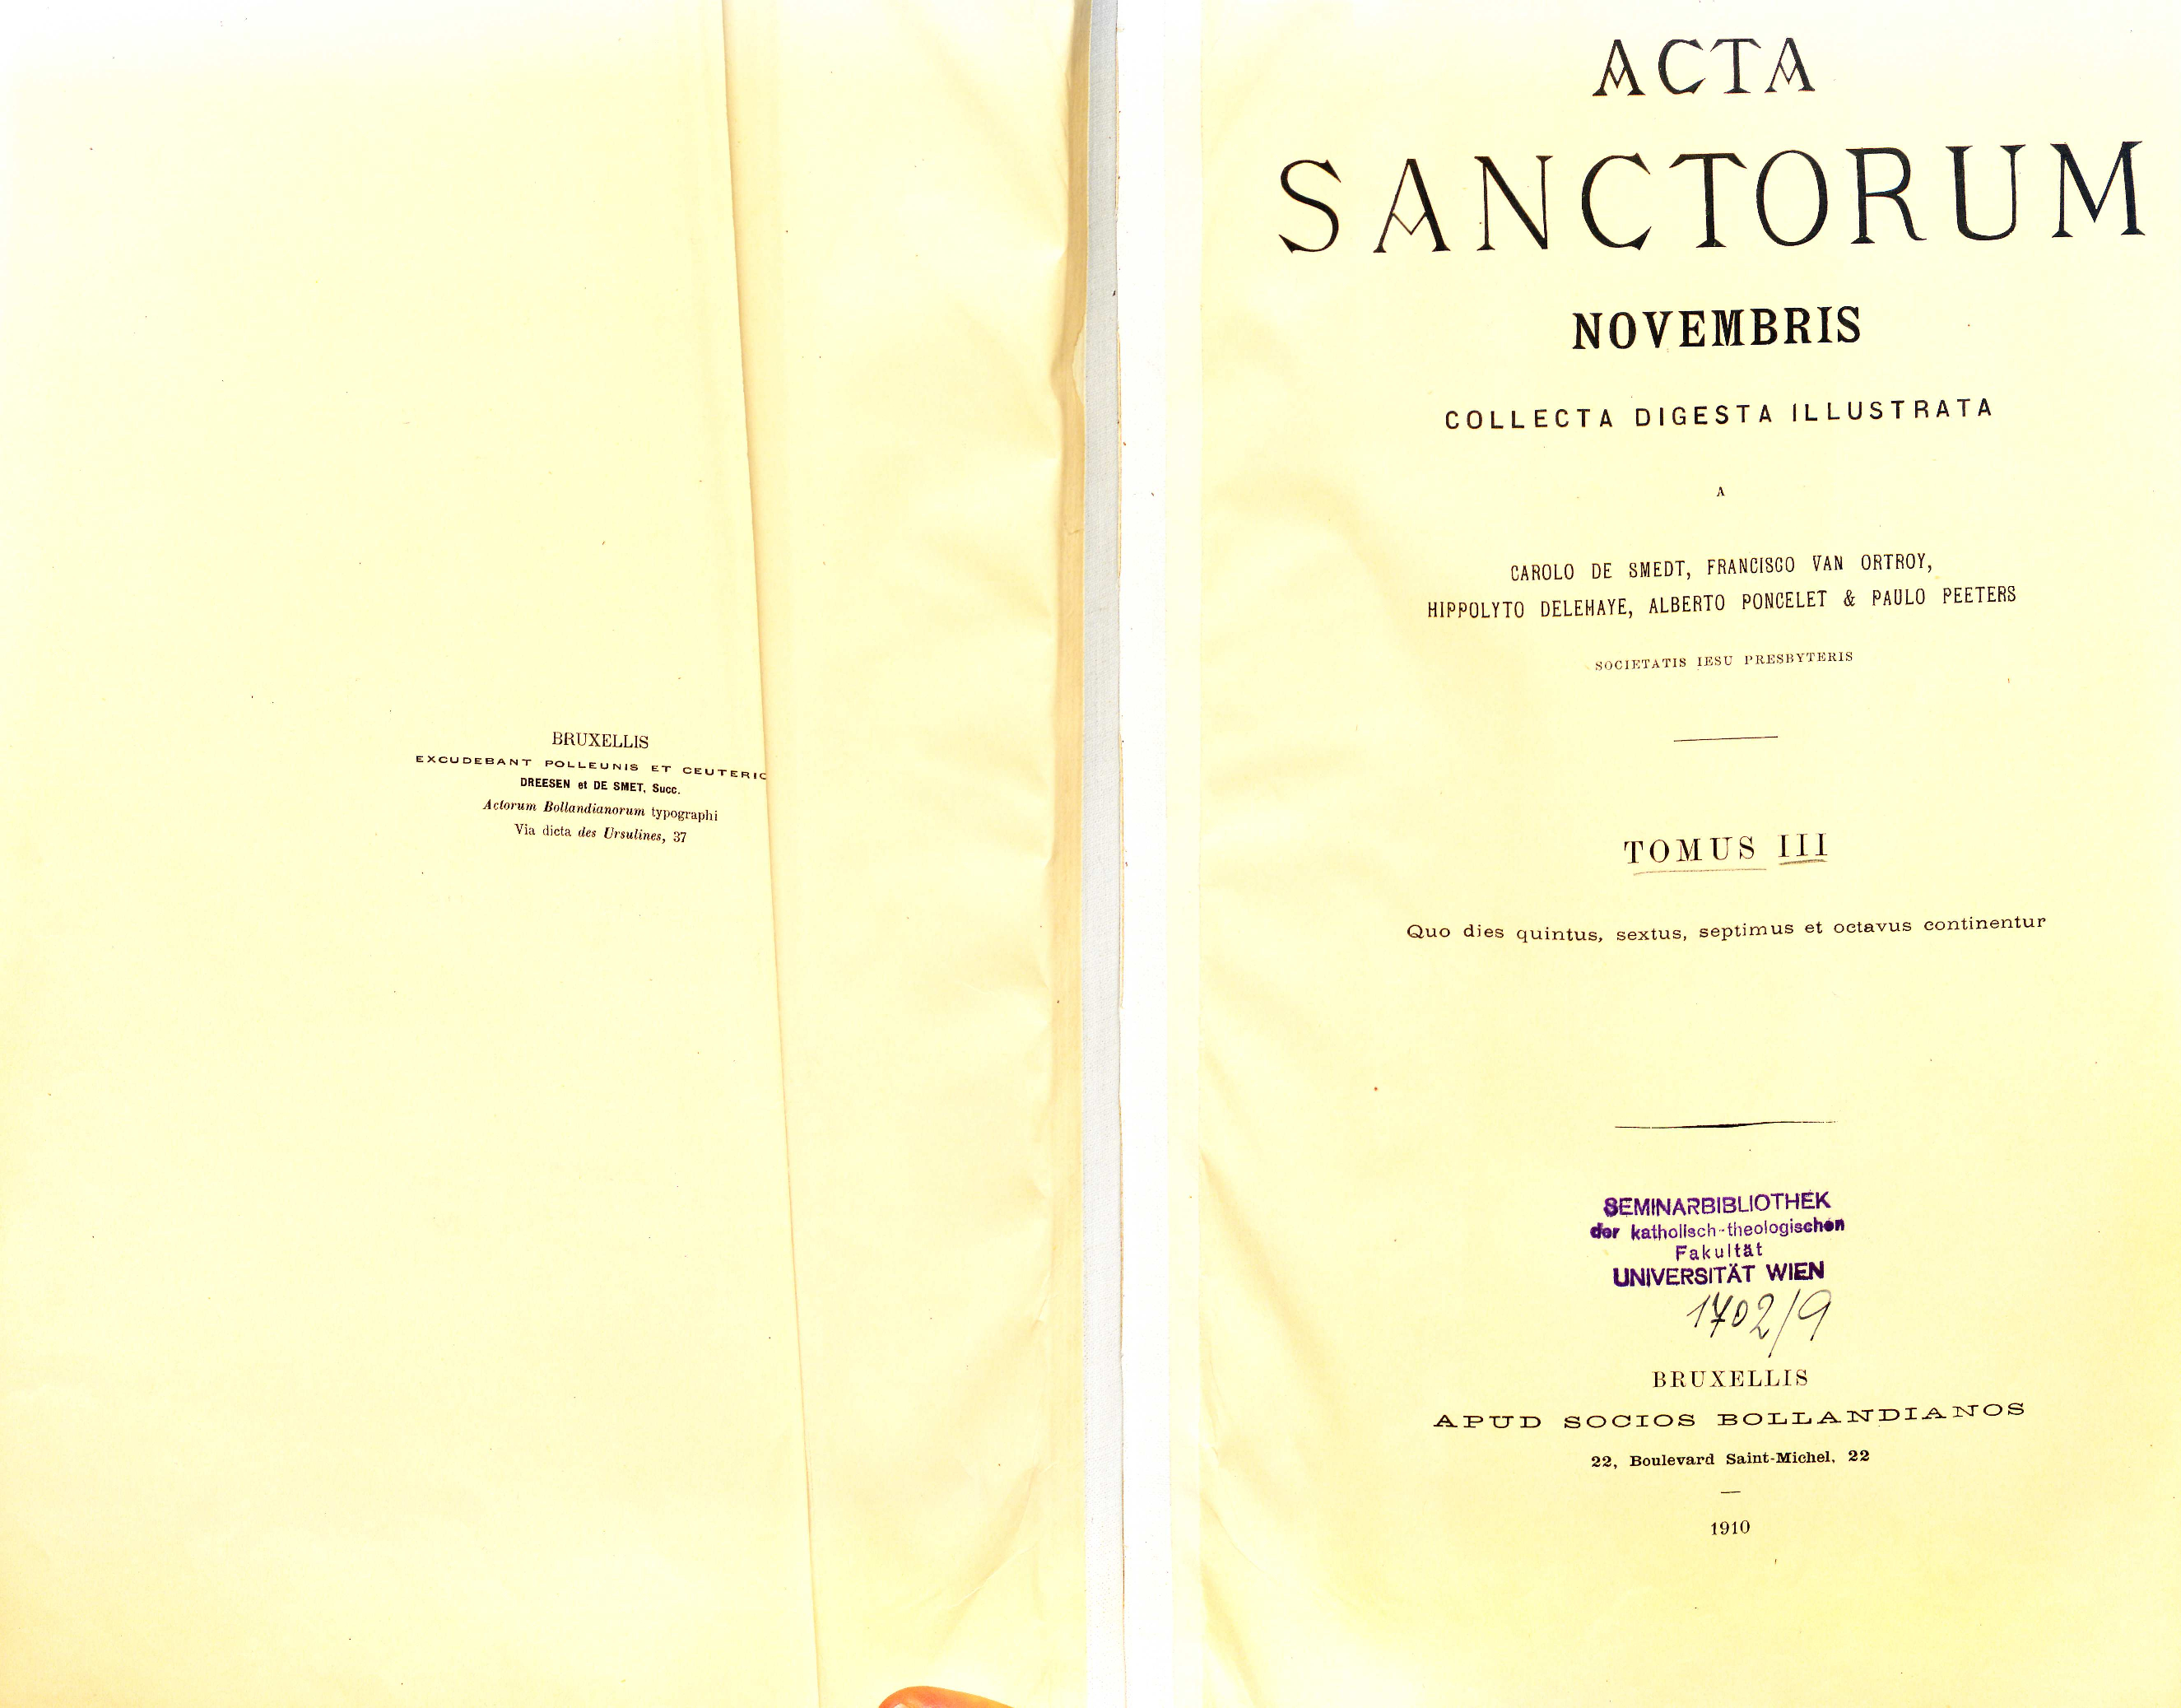 BRUXELLIS
EXCUDEBANT POLLEUNIS ET
DREESEN et DE SMET, Succ.
Actorum Bollandianorum typographi
Via dicta des Ursulines, 37
ACTA
SANCTORUM
NOVEMBRIS
COLLECTA DIGESTA ILLUSTRATA
A
CAROLO DE SMEDT, FRANCISCO VAN ORTROY,
HIPPOLYTO DELEHAYE, ALBERTO PONCELET & PAULO PEETERS
SOCIETATIS IESU PRESBYTERIS
TOMUS III
Quo dies quintus, sextus, septimus et octavus continentur
SEMINARBIBLIOTHEK
der katholisch-theologischen
Fakultät
UNIVERSITÄT WIEN
1702/9
BRUXELLIS
APUD SOCIOS BOLLANDIANOS
22, Boulevard Saint-Michel, 22
1910